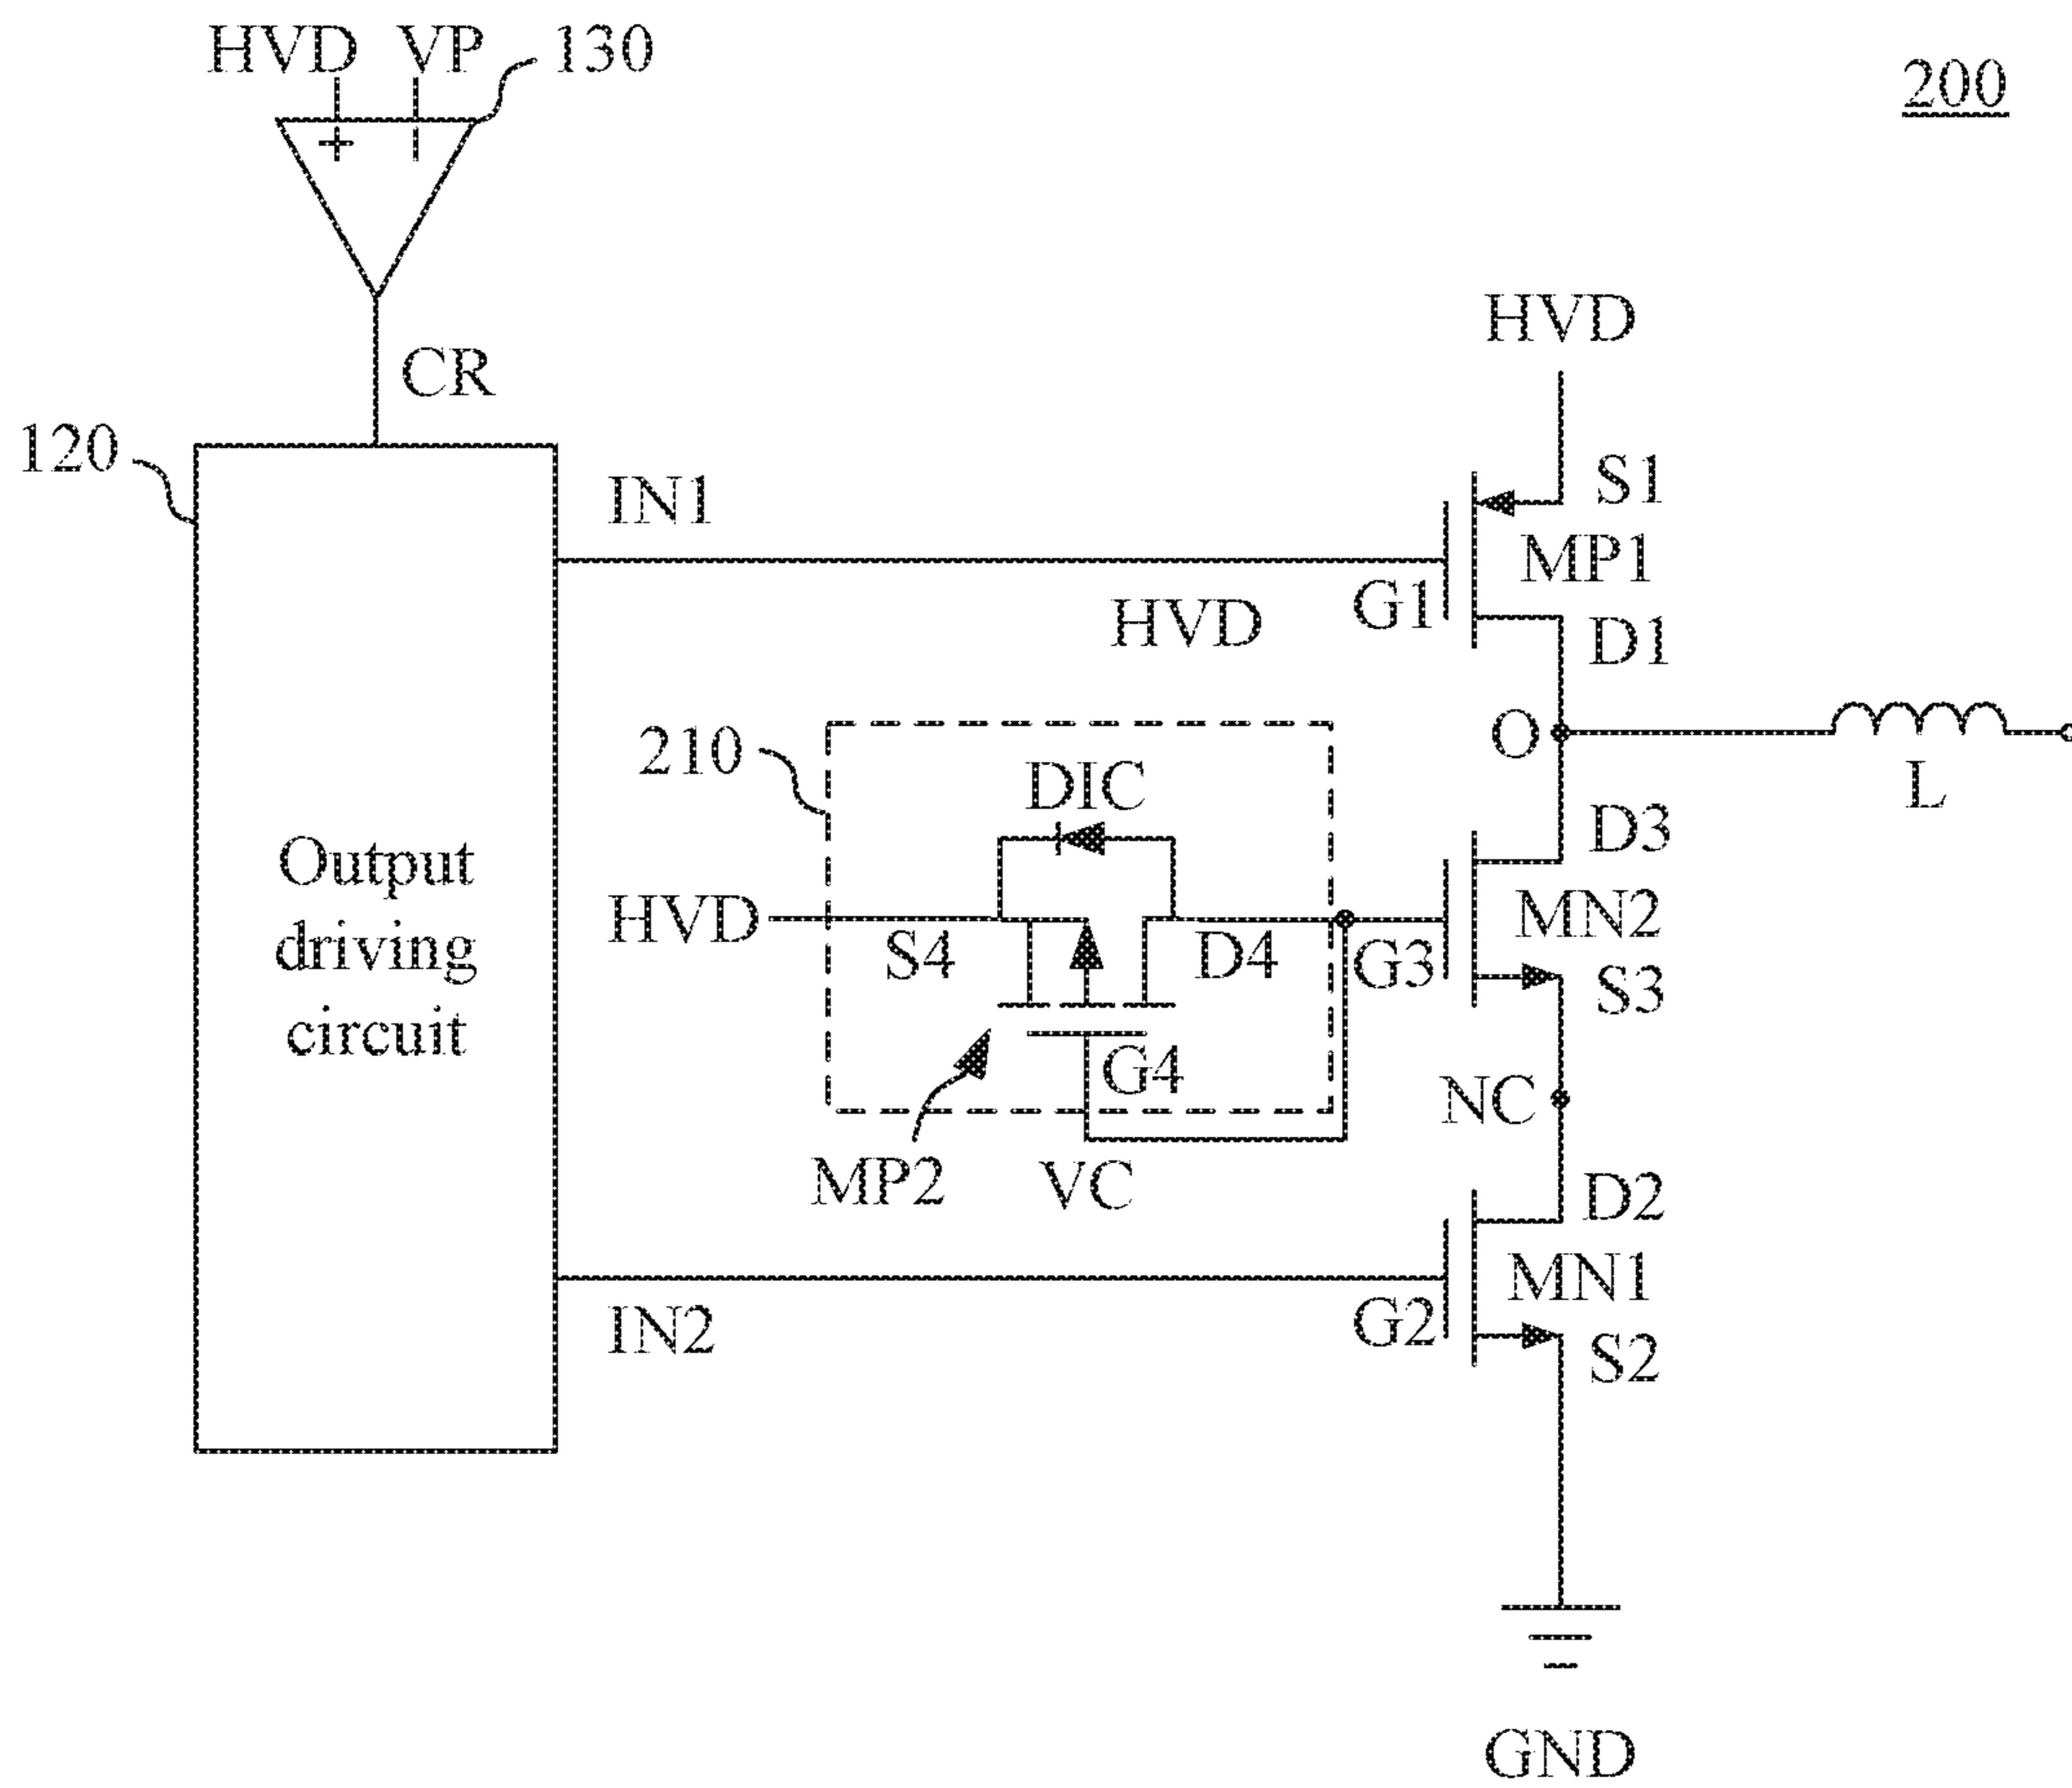 HVD VP 130
200
+ −
CR
HVD
120
IN1
S1
MP1
G1
D1
HVD
210
O
L
DIC
D3
Output
driving
circuit
HVD
S4
D4
G3
MN2
S3
G4
NC
MP2
VC
D2
MN1
G2
S2
IN2
GND